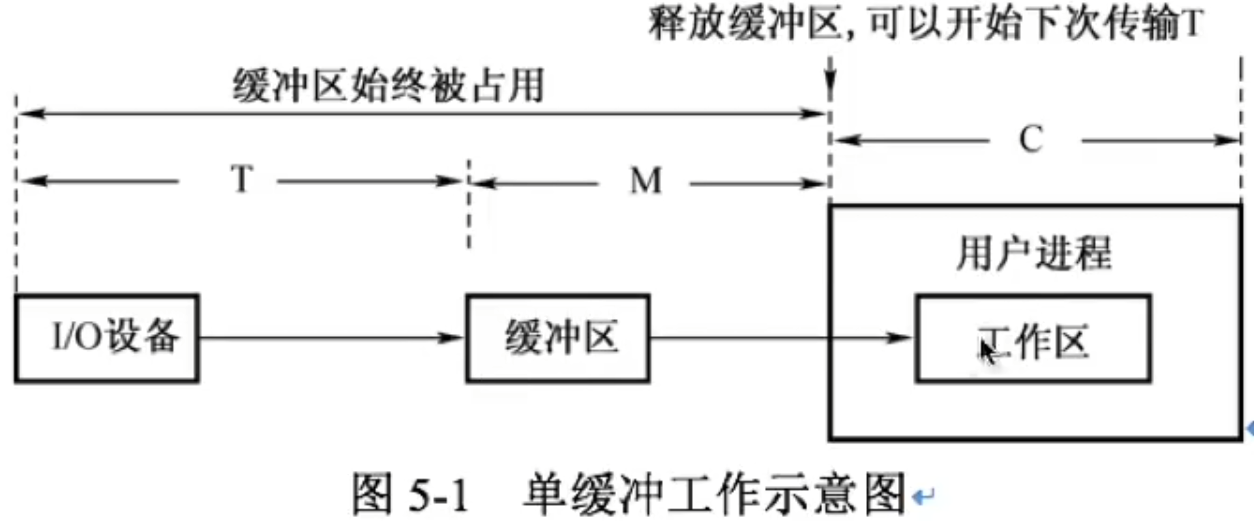 释放缓冲区,可以开始下次传输T
缓冲区始终被占用
C
T
M
用户进程
I/O设备
缓冲区
工作区
图 5-1 单缓冲工作示意图